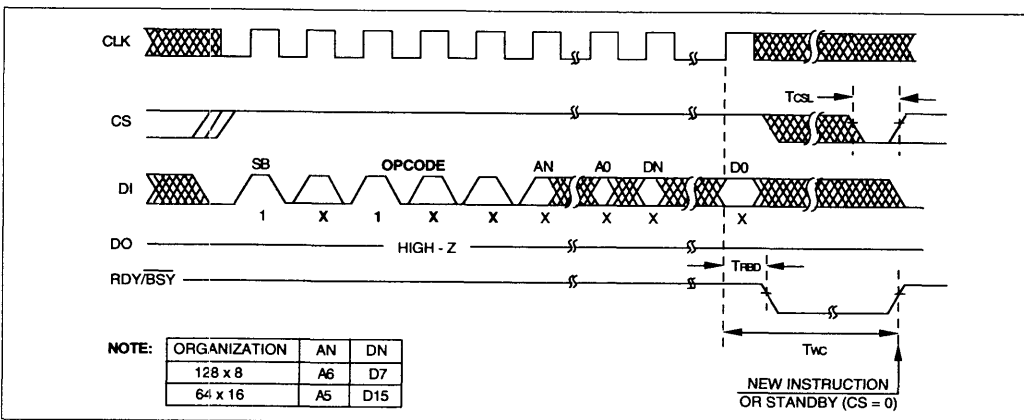 CLK
TCSL
CS
SB OPCODE AN A0 DN D0
DI
1 X 1 X X X X X X
DO HIGH - Z
TRBD
RDY/BSY
TWC
NOTE: ORGANIZATION AN DN
128 x 8 A6 D7
64 x 16 A5 D15
NEW INSTRUCTION
OR STANDBY (CS = 0)